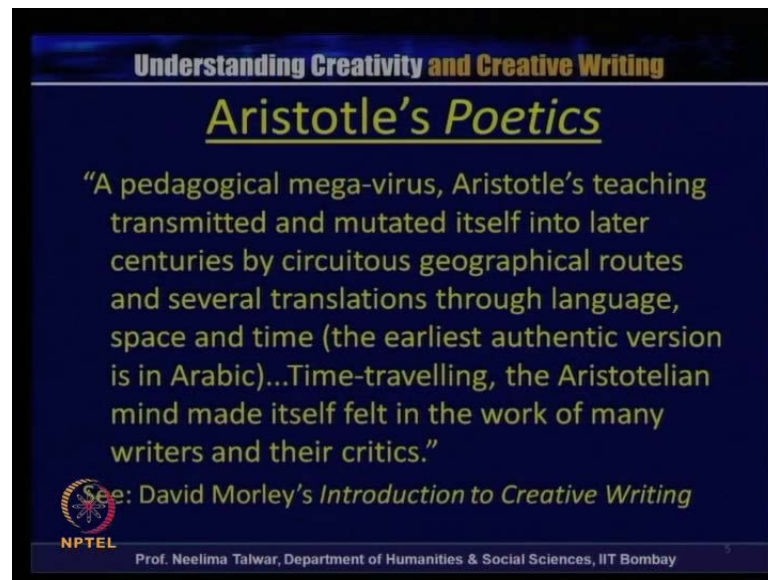 Understanding Creativity and Creative Writing
Aristotle's Poetics
“A pedagogical mega-virus, Aristotle's teaching
transmitted and mutated itself into later
centuries by circuitous geographical routes
and several translations through language,
space and time (the earliest authentic version
is in Arabic)...Time-travelling, the Aristotelian
mind made itself felt in the work of many
writers and their critics.”
See: David Morley's Introduction to Creative Writing
NPTEL
Prof. Neelima Talwar, Department of Humanities & Social Sciences, IIT Bombay
5